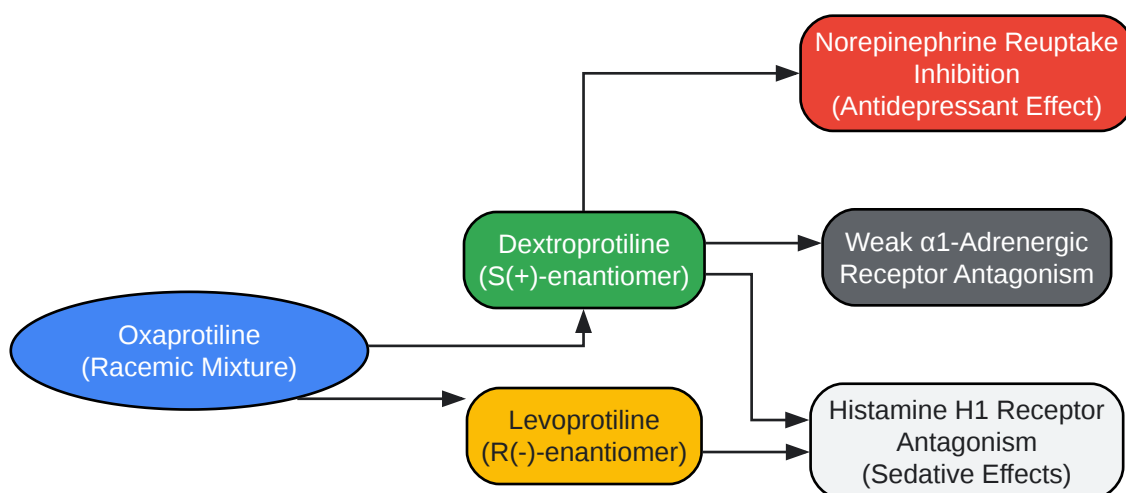 Norepinephrine Reuptake
Inhibition
(Antidepressant Effect)
Dextroprotiline
(S(+)-enantiomer)
Weak α1-Adrenergic
Receptor Antagonism
Oxaprotiline
(Racemic Mixture)
Levoprotiline
(R(-)-enantiomer)
Histamine H1 Receptor
Antagonism
(Sedative Effects)